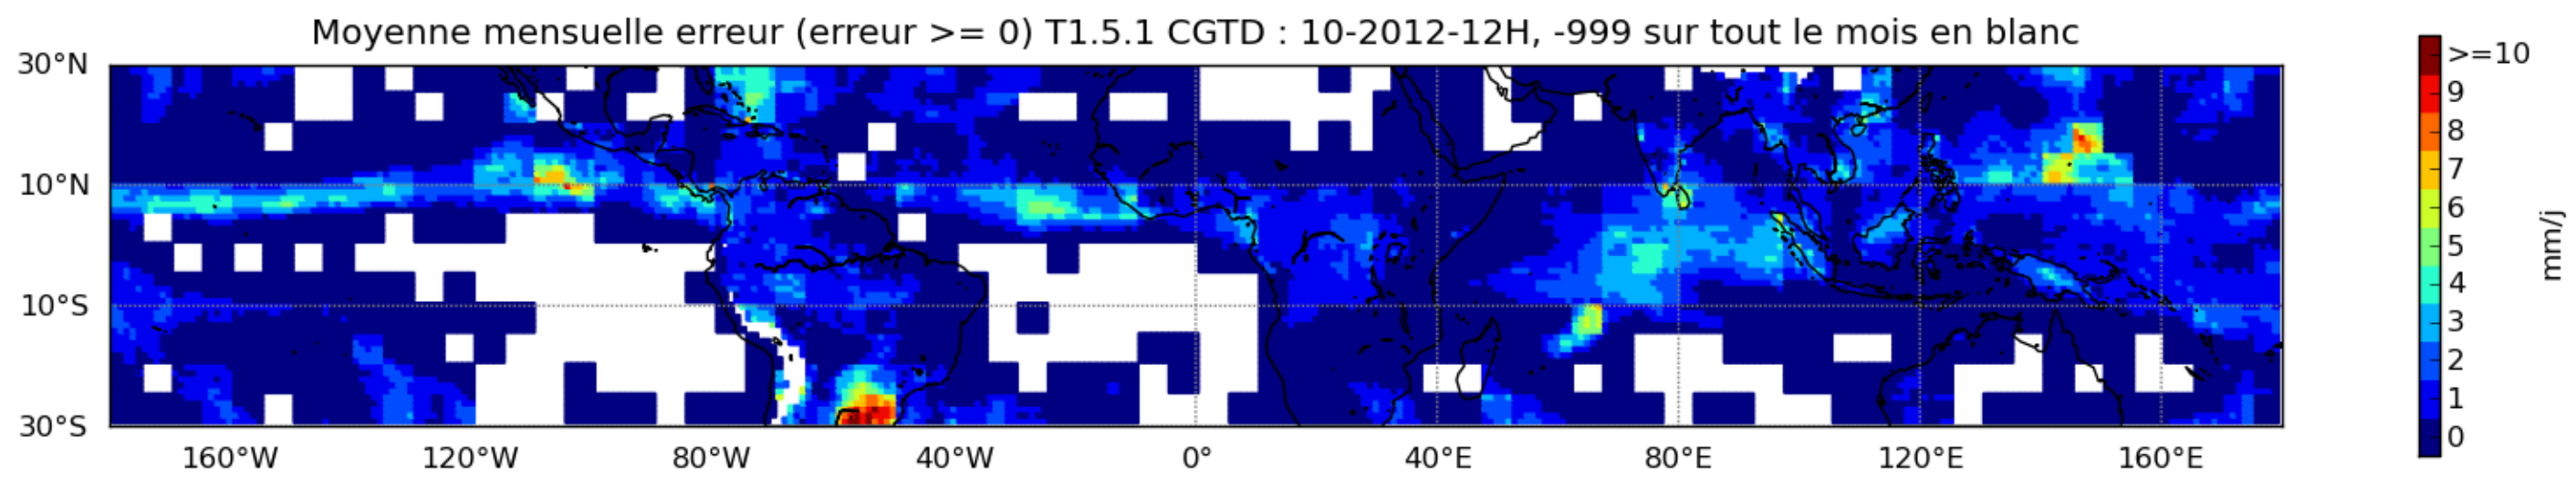 Moyenne mensuelle erreur (erreur >= 0) T1.5.1 CGTD : 10-2012-12H, -999 sur tout le mois en blanc
30°N
10°N
10°S
30°S
160°W 120°W 80°W 40°W 0° 40°E 80°E 120°E 160°E
>=10
9
8
7
6
5
4
3
2
1
0
mm/j